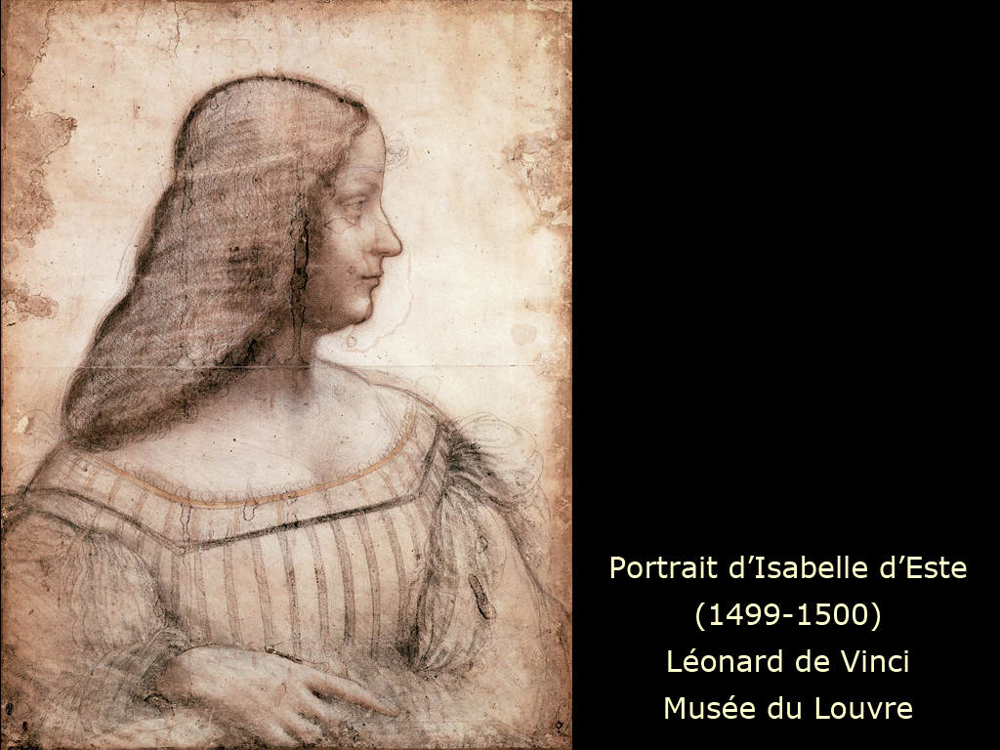 Portrait d’Isabelle d’Este
(1499-1500)
Léonard de Vinci
Musée du Louvre